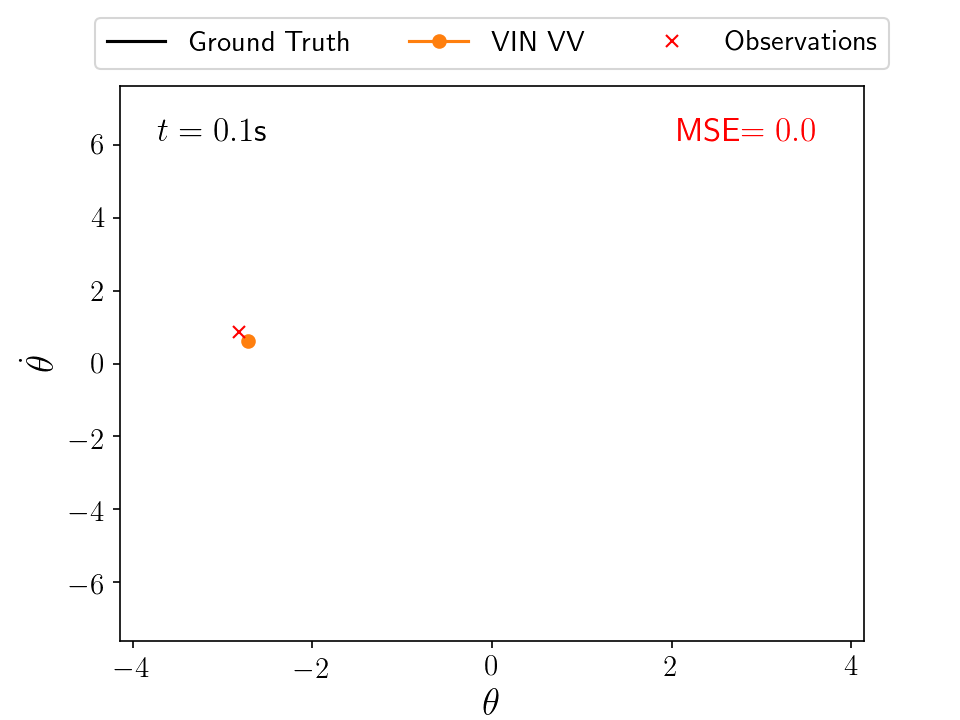 Ground Truth VIN VV Observations
t = 0.1s MSE= 0.0
6
4
2
0
−2
−4
−6
θ̇
−4 −2 0 2 4
θ